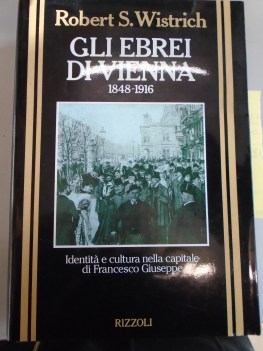 Robert S. Wistrich
GLI EBREI
DI VIENNA
1848-1916
Identità e cultura nella capitale
di Francesco Giuseppe
RIZZOLI